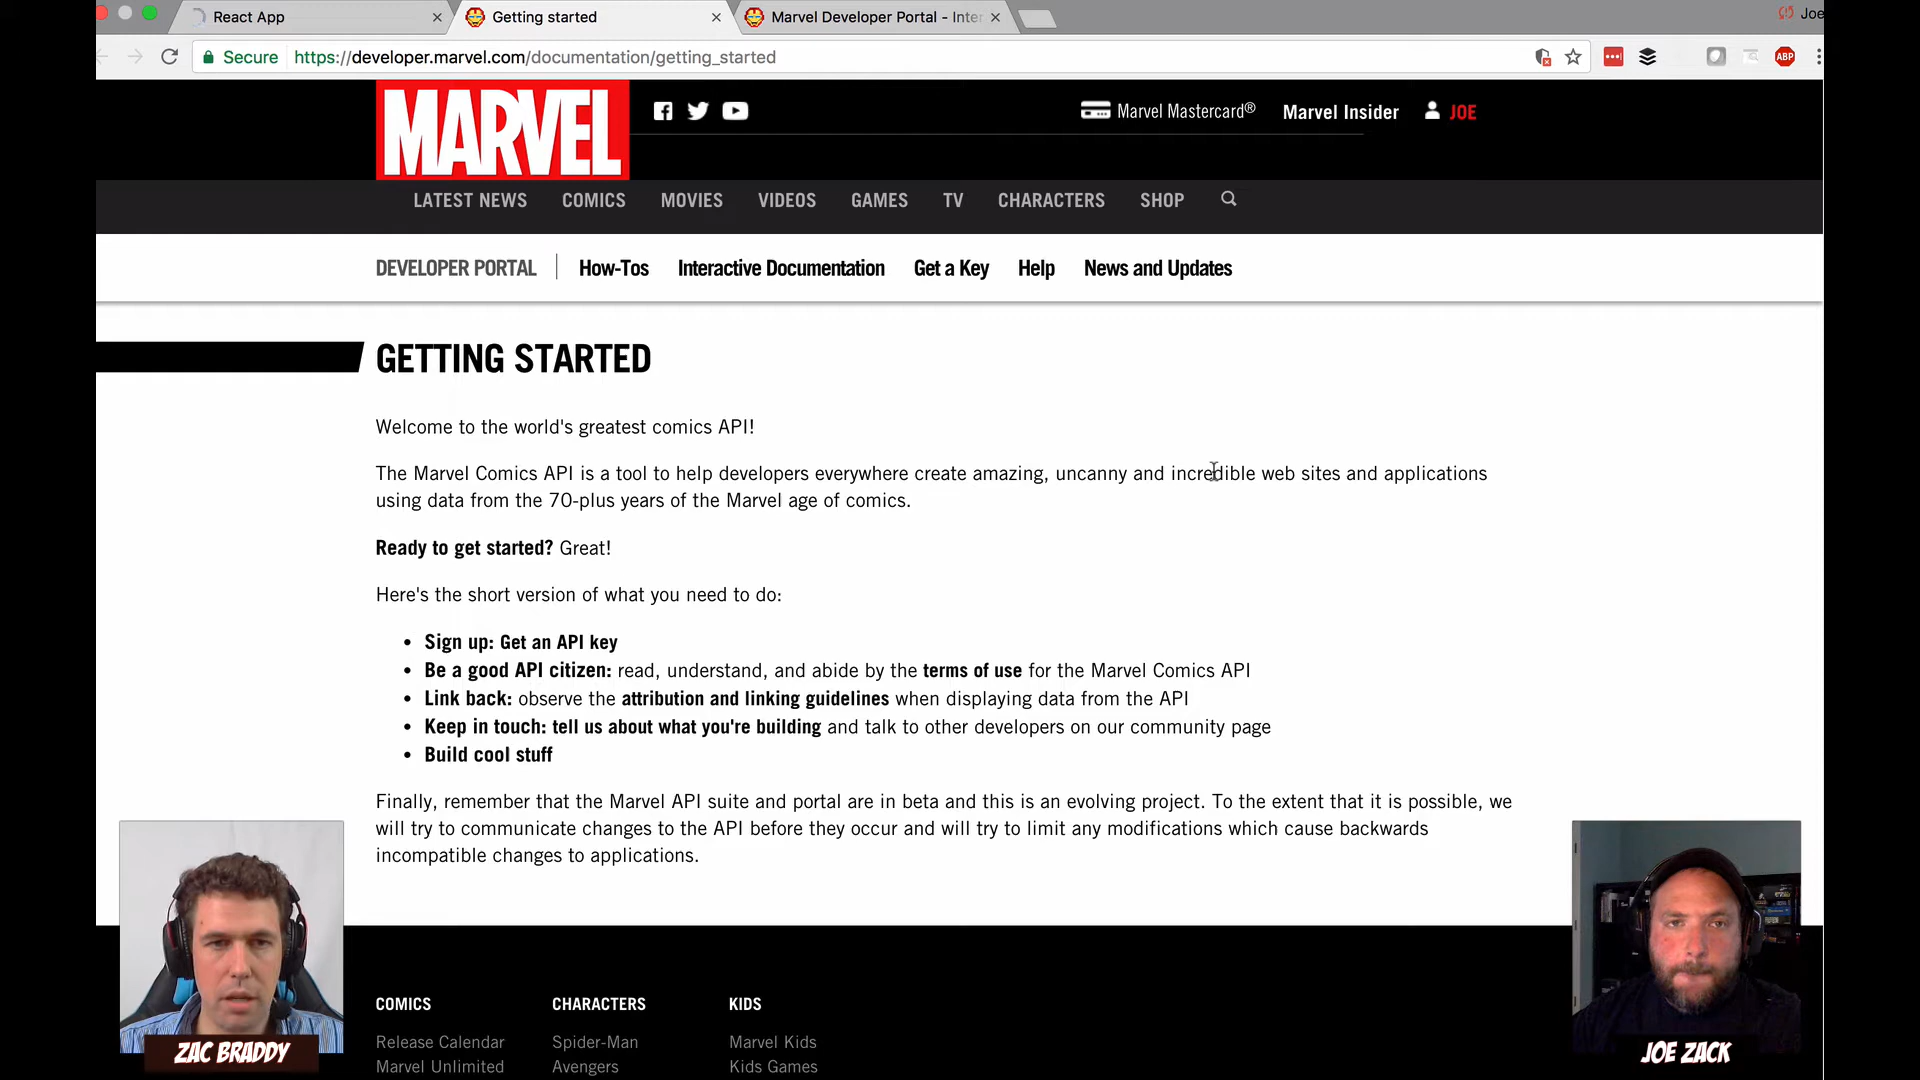 React App
Getting started
Marvel Developer Portal - Inte
Joe
Secure
https://developer.marvel.com/documentation/getting_started
ABP
MARVEL
Marvel Mastercard®
Marvel Insider
JOE
LATEST NEWS COMICS MOVIES VIDEOS GAMES TV CHARACTERS SHOP
DEVELOPER PORTAL How-Tos Interactive Documentation Get a Key Help News and Updates
GETTING STARTED
Welcome to the world's greatest comics API!
The Marvel Comics API is a tool to help developers everywhere create amazing, uncanny and incredible web sites and applications
using data from the 70-plus years of the Marvel age of comics.
Ready to get started? Great!
Here's the short version of what you need to do:
• Sign up: Get an API key
• Be a good API citizen: read, understand, and abide by the terms of use for the Marvel Comics API
• Link back: observe the attribution and linking guidelines when displaying data from the API
• Keep in touch: tell us about what you're building and talk to other developers on our community page
• Build cool stuff
Finally, remember that the Marvel API suite and portal are in beta and this is an evolving project. To the extent that it is possible, we
will try to communicate changes to the API before they occur and will try to limit any modifications which cause backwards
incompatible changes to applications.
COMICS CHARACTERS KIDS
Release Calendar Spider-Man Marvel Kids
Marvel Unlimited Avengers Kids Games
ZAC BRADDY
JOE ZACK